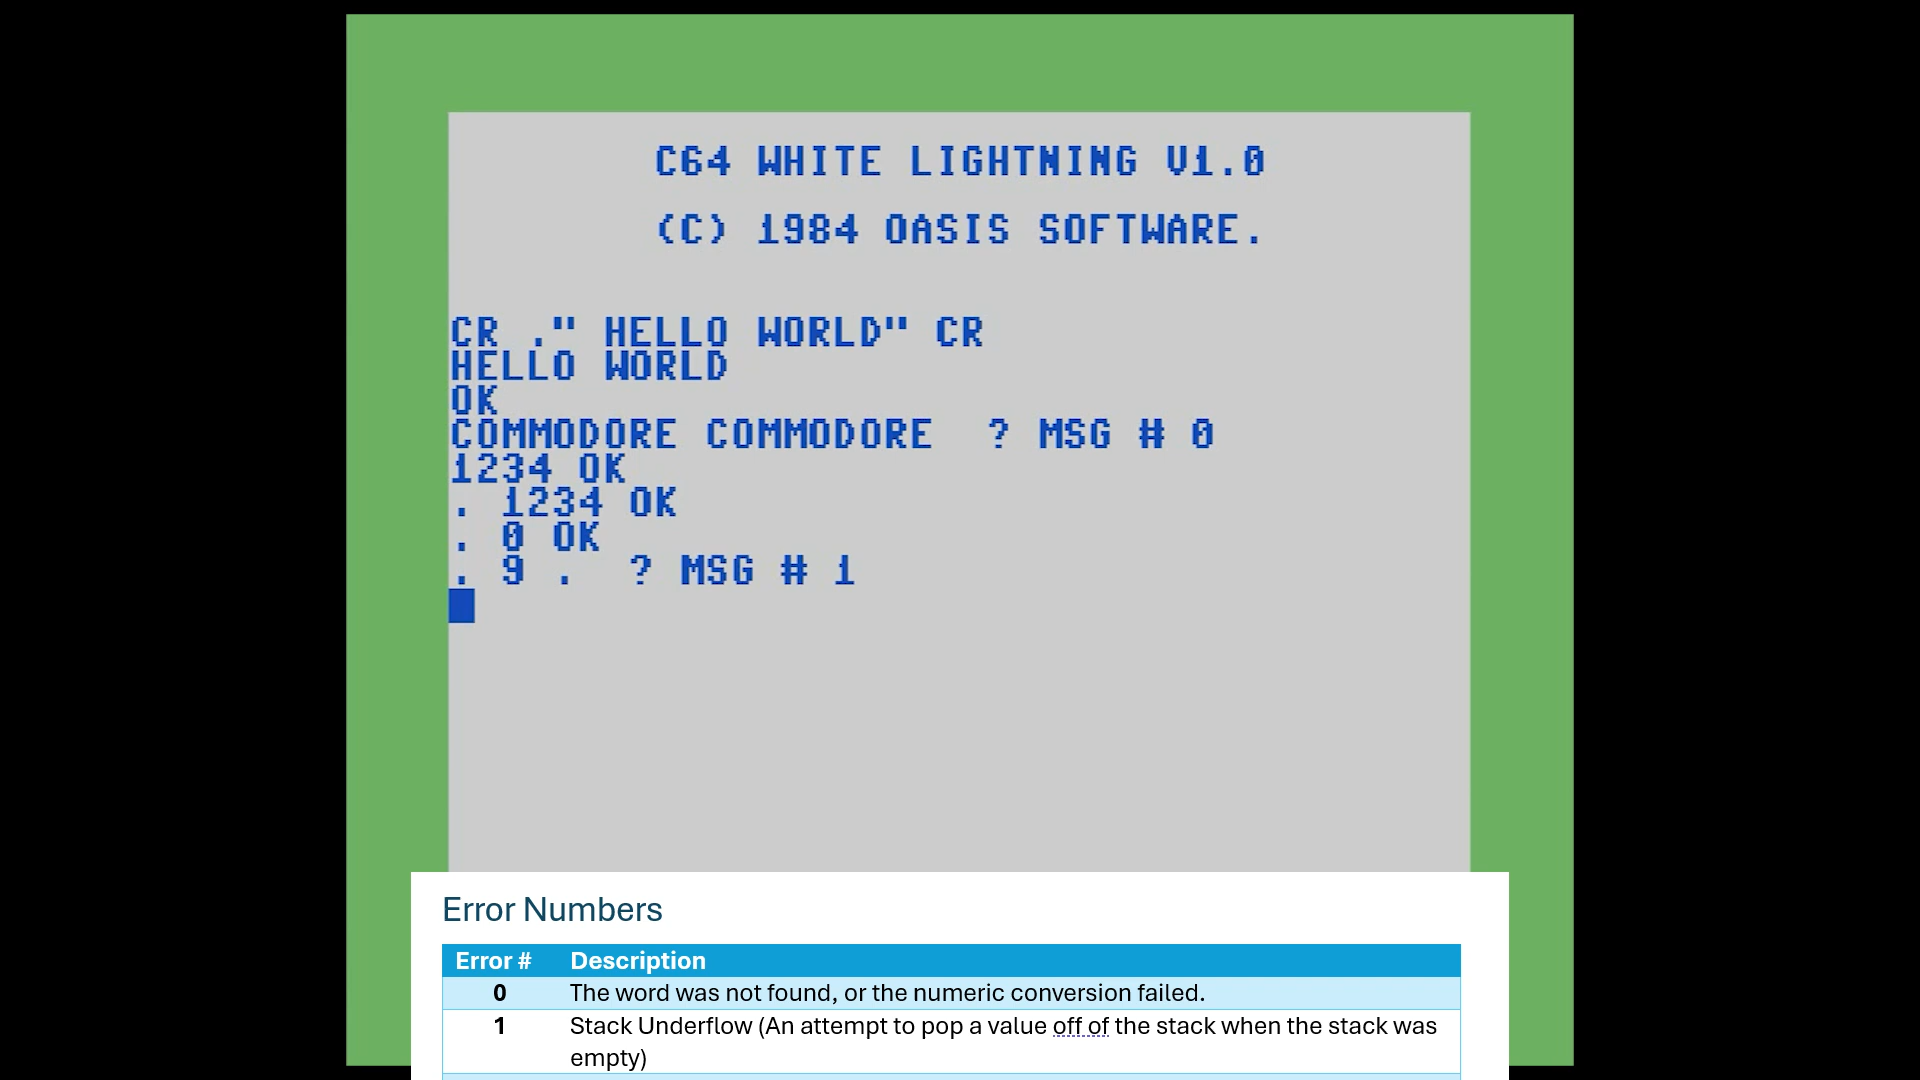 C64 WHITE LIGHTNING V1.0
(C) 1984 OASIS SOFTWARE.
CR ." HELLO WORLD" CR
HELLO WORLD
OK
COMMODORE COMMODORE  ? MSG # 0
1234 OK
. 1234 OK
. 0 OK
. 9 .  ? MSG # 1
Error Numbers
Error # Description
0 The word was not found, or the numeric conversion failed.
1 Stack Underflow (An attempt to pop a value off of the stack when the stack was
empty)